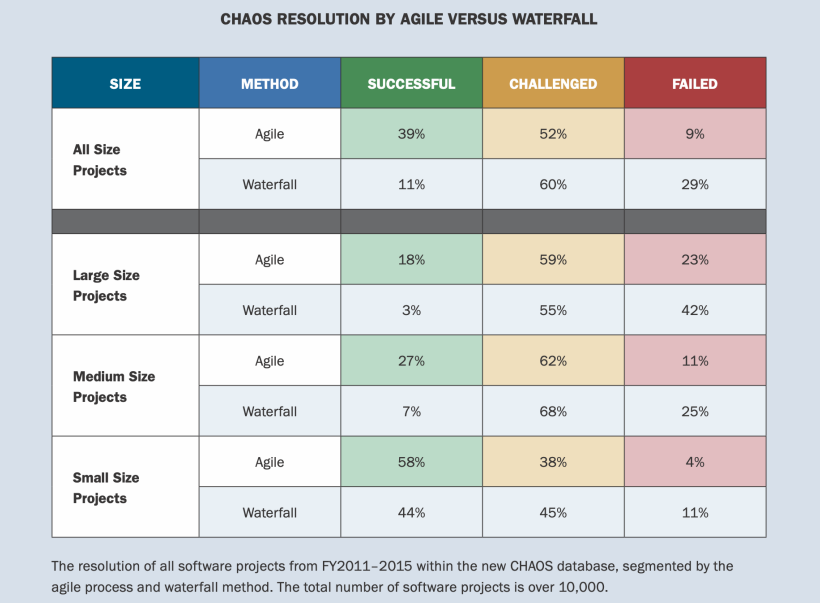 CHAOS RESOLUTION BY AGILE VERSUS WATERFALL
SIZE METHOD SUCCESSFUL CHALLENGED FAILED
All Size
Projects
Agile 39% 52% 9%
Waterfall 11% 60% 29%
Large Size
Projects
Agile 18% 59% 23%
Waterfall 3% 55% 42%
Medium Size
Projects
Agile 27% 62% 11%
Waterfall 7% 68% 25%
Small Size
Projects
Agile 58% 38% 4%
Waterfall 44% 45% 11%
The resolution of all software projects from FY2011–2015 within the new CHAOS database, segmented by the
agile process and waterfall method. The total number of software projects is over 10,000.